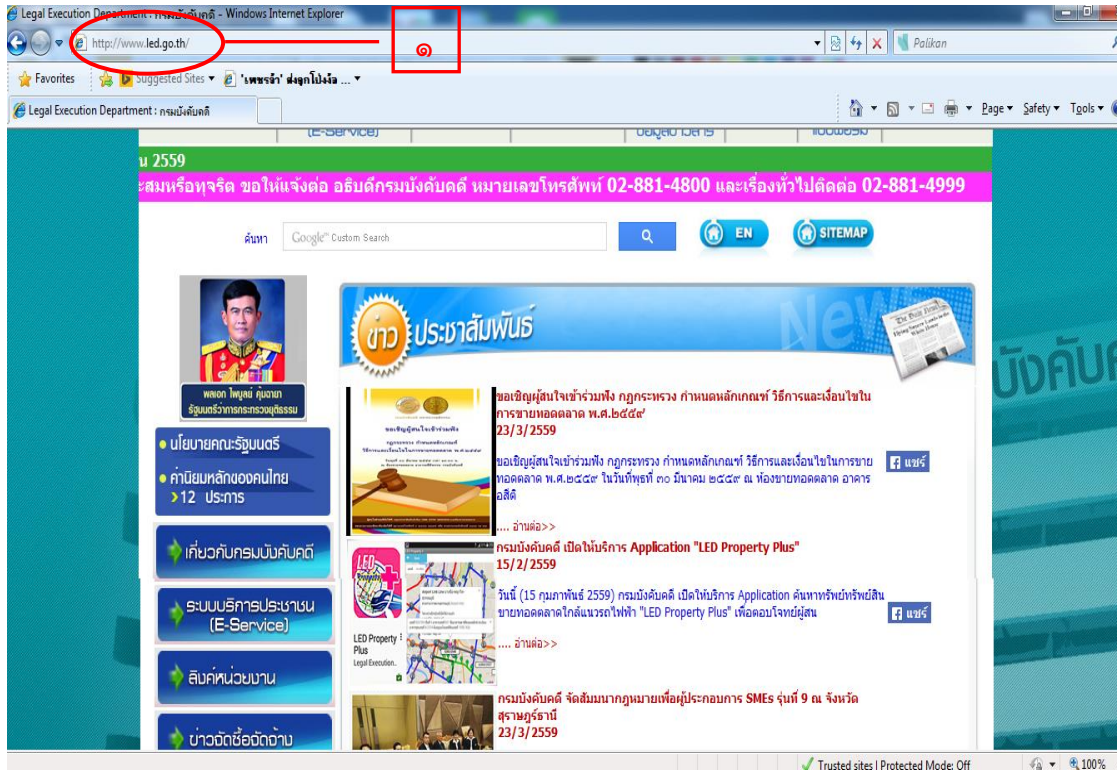 Legal Execution Department : กรมบังคับคดี - Windows Internet Explorer
http://www.led.go.th/
๑
Palikan
Favorites
Suggested Sites
'เพชรจ้า' ส่งลูกโป่งจ้อ ...
Legal Execution Department : กรมบังคับคดี
Page Safety Tools
(E-Service)
น 2559
ะสมหรือทุจริต ขอให้แจ้งต่อ อธิบดีกรมบังคับคดี หมายเลขโทรศัพท์ 02-881-4800 และเรื่องทั่วไปติดต่อ 02-881-4999
ค้นหา
Google™ Custom Search
EN
SITEMAP
ข่าว ประชาสัมพันธ์
New
บังคับค
พลเอก ไพบูลย์ คุ้มฉายา
รัฐมนตรีว่าการกระทรวงยุติธรรม
นโยบายคณะรัฐมนตรี
ค่านิยมหลักของคนไทย
12 ประการ
เกี่ยวกับกรมบังคับคดี
ระบบบริการประชาชน
(E-Service)
ลิงค์หน่วยงาน
ข่าวจัดซื้อจัดจ้าง
ขอเชิญผู้สนใจเข้าร่วมฟัง กฎกระทรวง กำหนดหลักเกณฑ์ วิธีการและเงื่อนไขใน
การขายทอดตลาด พ.ศ.๒๕๕๙
23/3/2559
ขอเชิญผู้สนใจเข้าร่วมฟัง กฎกระทรวง กำหนดหลักเกณฑ์ วิธีการและเงื่อนไขในการขาย
ทอดตลาด พ.ศ.๒๕๕๙ ในวันที่พุธที่ ๓๐ มีนาคม ๒๕๕๙ ณ ห้องขายทอดตลาด อาคาร
อสีติ
.... อ่านต่อ>>
แชร์
กรมบังคับคดี เปิดให้บริการ Application "LED Property Plus"
15/2/2559
วันนี้ (15 กุมภาพันธ์ 2559) กรมบังคับคดี เปิดให้บริการ Application ค้นหาทรัพย์ทรัพย์สิน
ขายทอดตลาดใกล้แนวรถไฟฟ้า "LED Property Plus" เพื่อตอบโจทย์ผู้สน
.... อ่านต่อ>>
แชร์
LED
LED Property
Plus
Legal Execution..
กรมบังคับคดี จัดสัมมนากฎหมายเพื่อผู้ประกอบการ SMEs รุ่นที่ 9 ณ จังหวัด
สุราษฎร์ธานี
23/3/2559
Trusted sites | Protected Mode: Off
100%